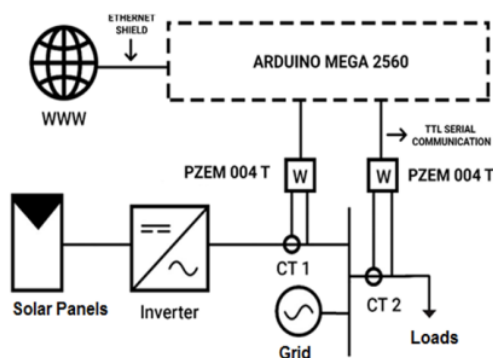 ETHERNET
SHIELD
ARDUINO MEGA 2560
WWW
TTL SERIAL
COMMUNICATION
PZEM 004 T
W
W
PZEM 004 T
CT 1
CT 2
Solar Panels
Inverter
Grid
Loads